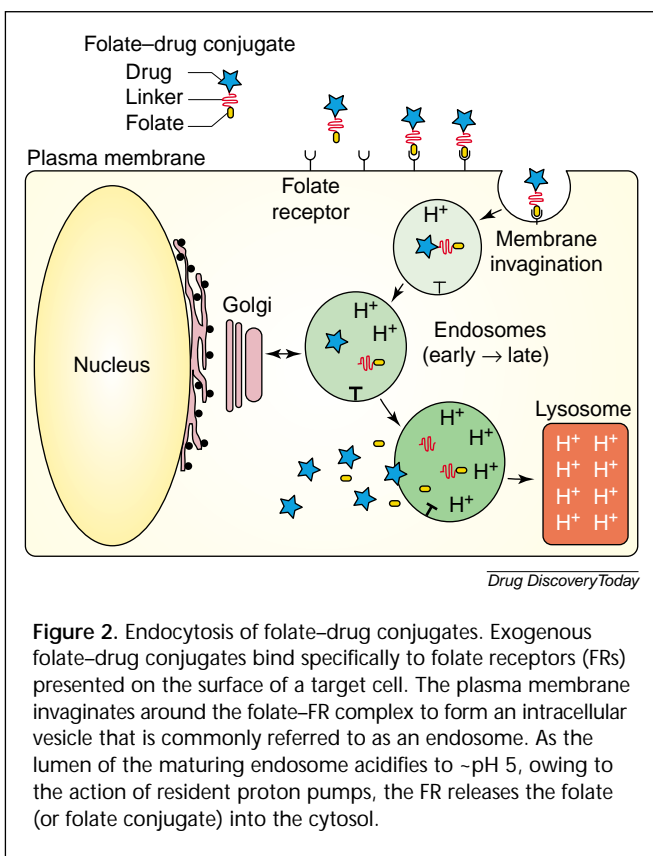 Folate–drug conjugate
Drug
Linker
Folate
Plasma membrane
Folate
receptor
H+
Membrane
invagination
Golgi
H+
H+
Endosomes
(early → late)
Nucleus
Lysosome
H+
H+
H+
H+
H+
H+ H+
H+ H+
H+ H+
H+ H+
Drug Discovery Today
Figure 2. Endocytosis of folate–drug conjugates. Exogenous
folate–drug conjugates bind specifically to folate receptors (FRs)
presented on the surface of a target cell. The plasma membrane
invaginates around the folate–FR complex to form an intracellular
vesicle that is commonly referred to as an endosome. As the
lumen of the maturing endosome acidifies to ~pH 5, owing to
the action of resident proton pumps, the FR releases the folate
(or folate conjugate) into the cytosol.